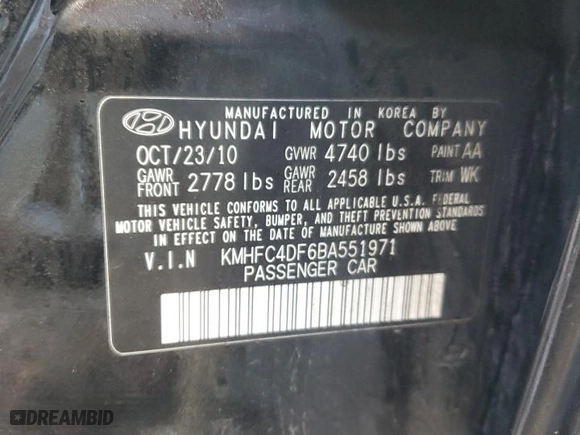 MANUFACTURED IN KOREA BY
HYUNDAI MOTOR COMPANY
OCT/23/10 GVWR 4740 lbs PAINT AA
GAWR FRONT 2778 lbs GAWR REAR 2458 lbs TRIM WK
THIS VEHICLE CONFORMS TO ALL APPLICABLE U.S.A. FEDERAL
MOTOR VEHICLE SAFETY, BUMPER, AND THEFT PREVENTION STANDARDS
IN EFFECT ON THE DATE OF MANUFACTURE SHOWN ABOVE.
V.I.N KMHFC4DF6BA551971
PASSENGER CAR
DREAMBID